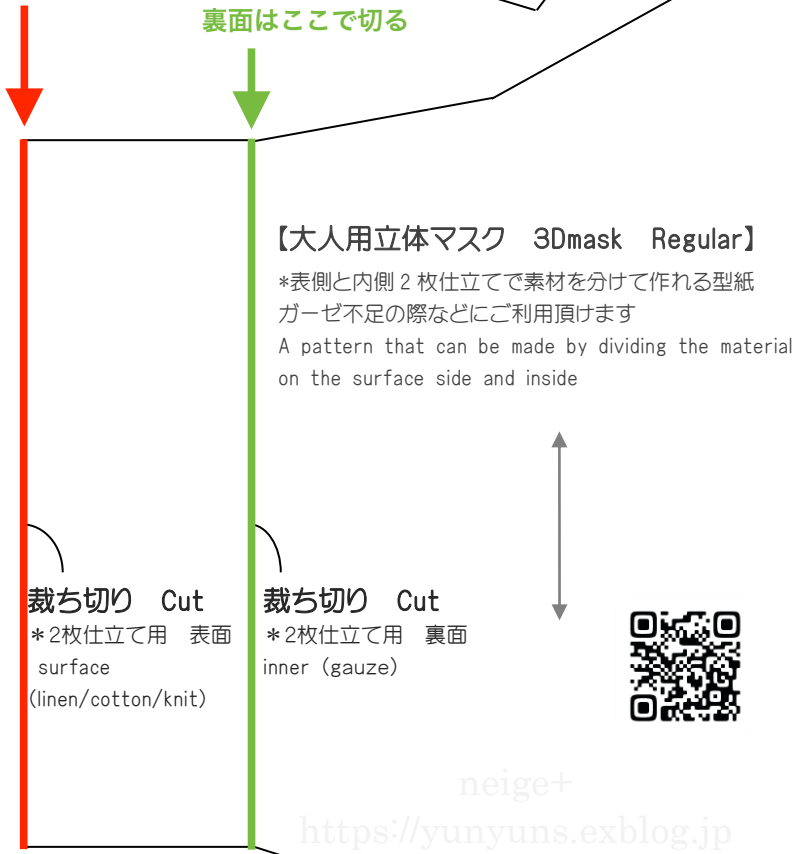 裏面はここで切る
【大人用立体マスク　3Dmask　Regular】
*表側と内側２枚仕立てで素材を分けて作れる型紙
ガーゼ不足の際などにご利用頂けます
A pattern that can be made by dividing the material
on the surface side and inside
裁ち切り　Cut
＊2枚仕立て用　表面
surface
(linen/cotton/knit)
裁ち切り　Cut
＊2枚仕立て用　裏面
inner (gauze)
neige+
https://yunyuns.exblog.jp